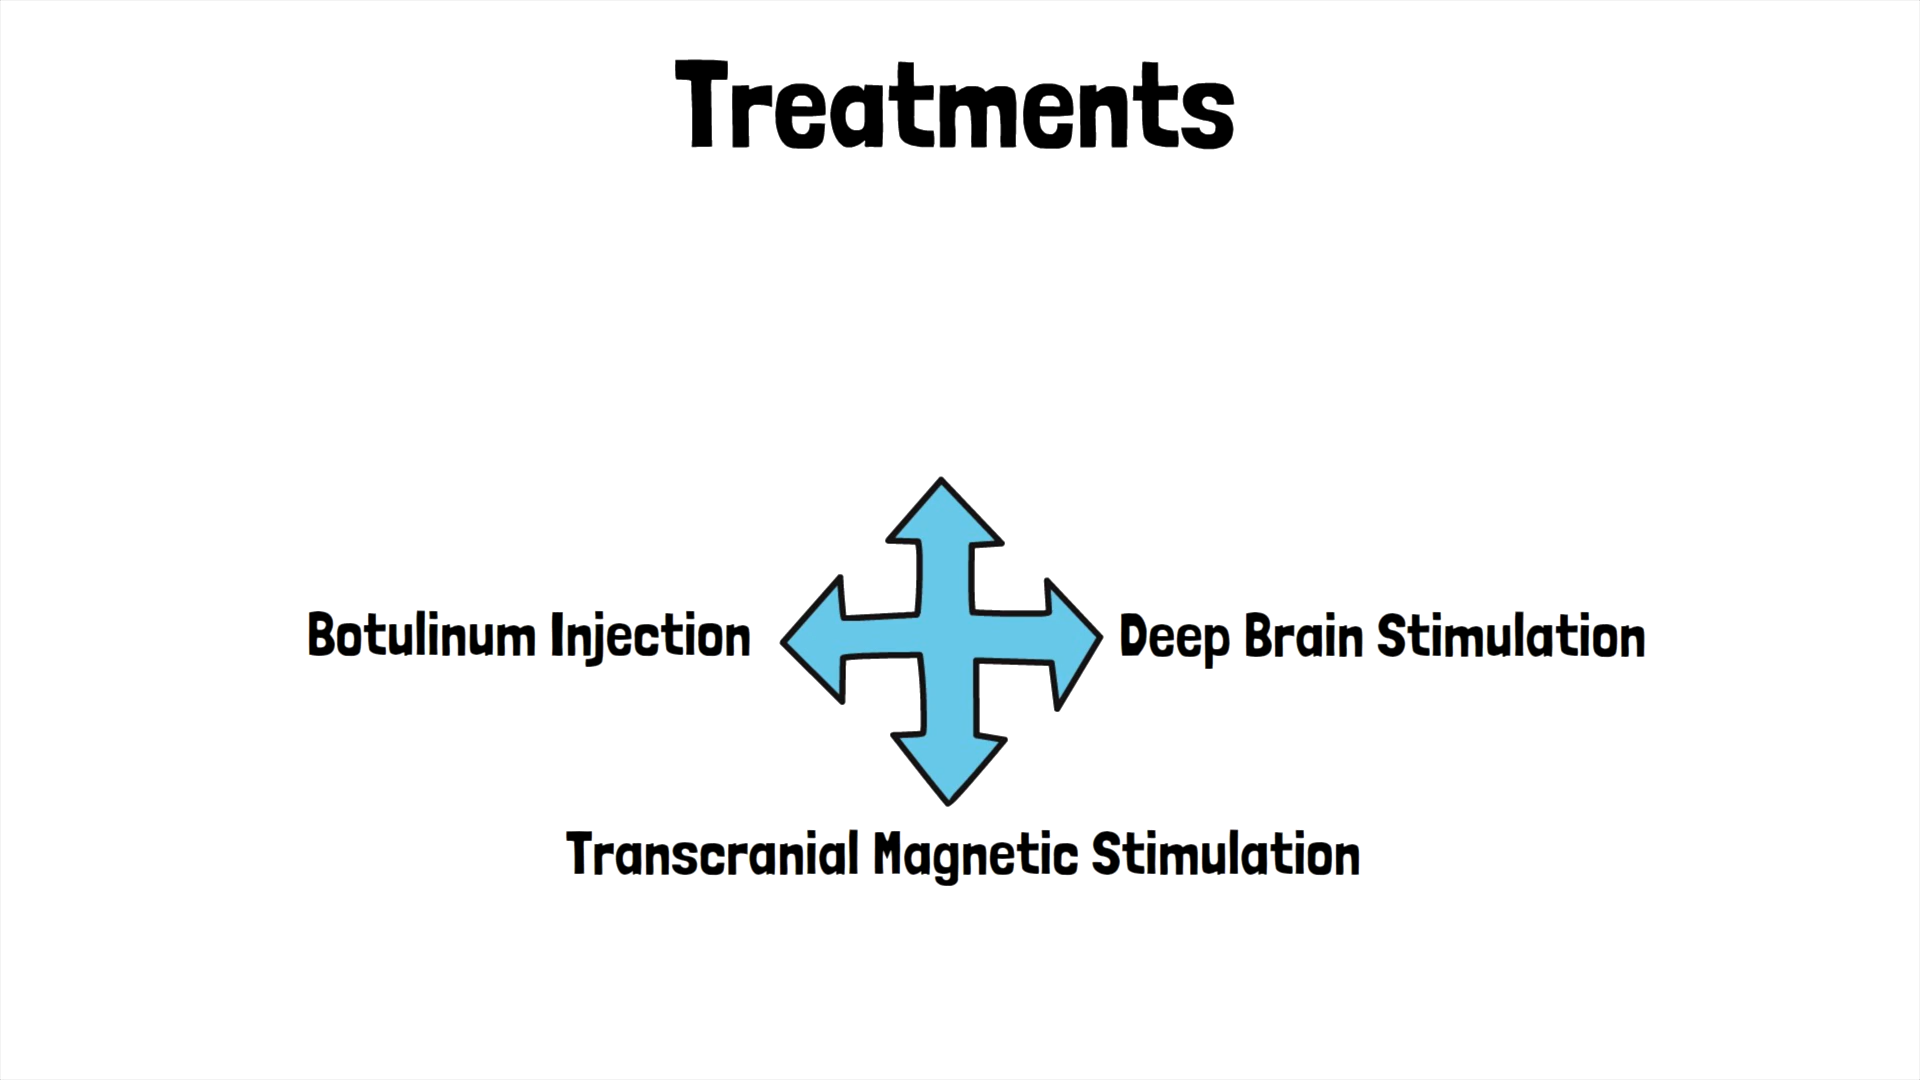 Treatments
Botulinum Injection
Deep Brain Stimulation
Transcranial Magnetic Stimulation